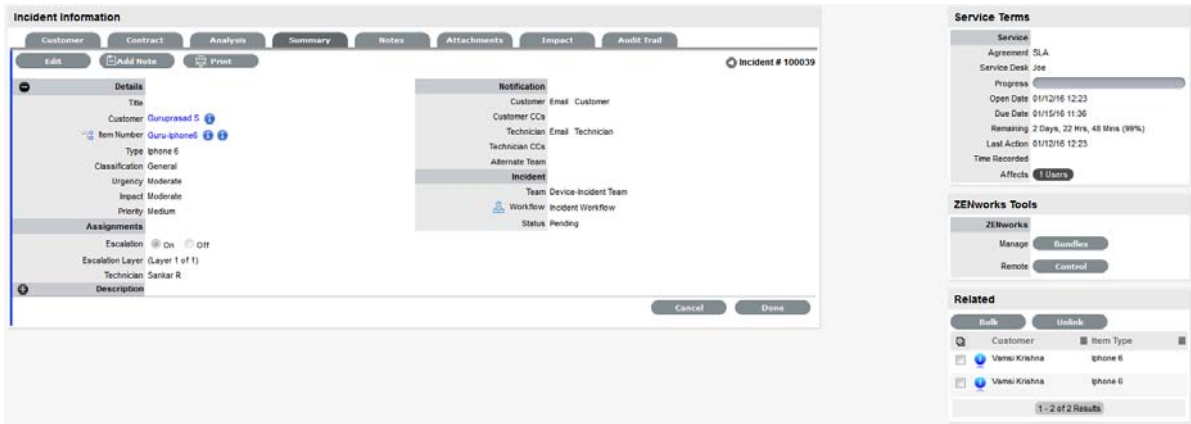 Incident Information
Customer Contract Analysis Summary Notes Attachments Impact Audit Trail
Edit Add Note Print
Incident # 100039
Details
Title
Customer Guruprasad S
Item Number Guru-Iphone6
Type Iphone 6
Classification General
Urgency Moderate
Impact Moderate
Priority Medium
Assignments
Escalation On Off
Escalation Layer (Layer 1 of 1)
Technician Sankar R
Description
Notification
Customer Email Customer
Customer CCs
Technician Email Technician
Technician CCs
Alternate Team
Incident
Team Device-Incident Team
Workflow Incident Workflow
Status Pending
Cancel Done
Service Terms
Service
Agreement SLA
Service Desk Joe
Progress
Open Date 01/12/16 12:23
Due Date 01/15/16 11:36
Remaining 2 Days, 22 Hrs, 48 Mins (99%)
Last Action 01/12/16 12:23
Time Recorded
Affects 1 Users
ZENworks Tools
ZENworks
Manage Bundles
Remote Control
Related
Bulk Unlink
Customer Item Type
Vamsi Krishna Iphone 6
Vamsi Krishna Iphone 6
1 - 2 of 2 Results